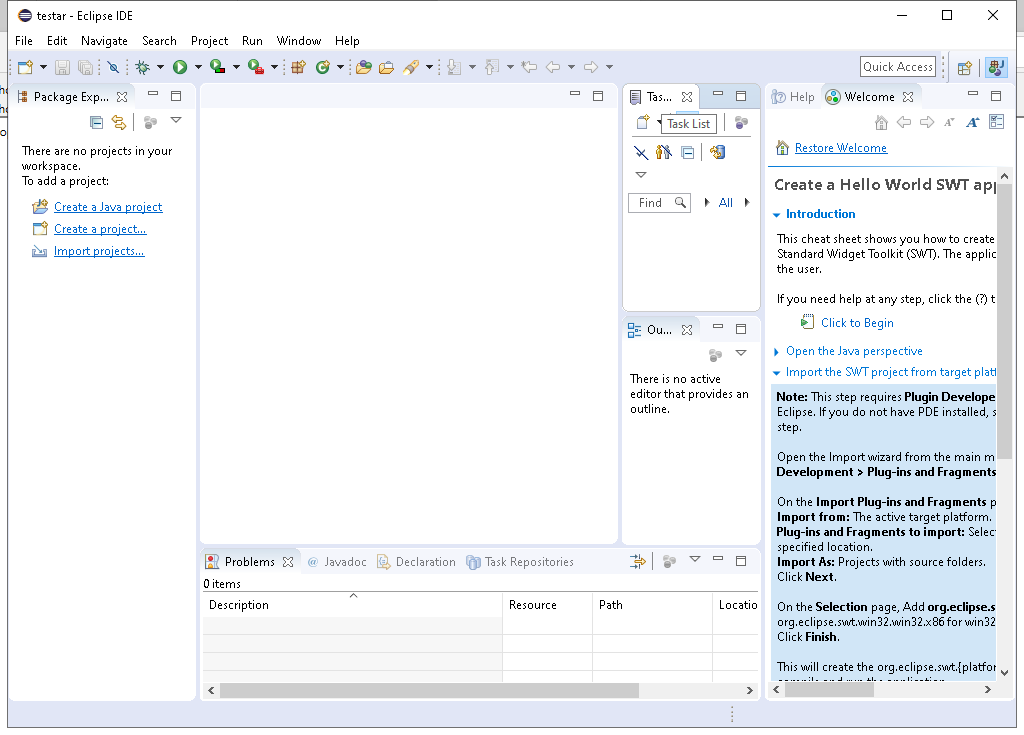 testar - Eclipse IDE
File Edit Navigate Search Project Run Window Help
Quick Access
Package Exp...
There are no projects in your
workspace.
To add a project:
Create a Java project
Create a project...
Import projects...
Tas...
Task List
Find
All
Ou...
There is no active
editor that provides an
outline.
Problems @ Javadoc Declaration Task Repositories
0 items
Description Resource Path Locatio
Help Welcome
Restore Welcome
Create a Hello World SWT app
Introduction
This cheat sheet shows you how to create
Standard Widget Toolkit (SWT). The applic
the user.
If you need help at any step, click the (?) t
Click to Begin
Open the Java perspective
Import the SWT project from target platf
Note: This step requires Plugin Develope
Eclipse. If you do not have PDE installed, s
step.
Open the Import wizard from the main m
Development > Plug-ins and Fragments
On the Import Plug-ins and Fragments p
Import from: The active target platform.
Plug-ins and Fragments to import: Selec
specified location.
Import As: Projects with source folders.
Click Next.
On the Selection page, Add org.eclipse.s
org.eclipse.swt.win32.win32.x86 for win32
Click Finish.
This will create the org.eclipse.swt.{platfor
compile and run the application.